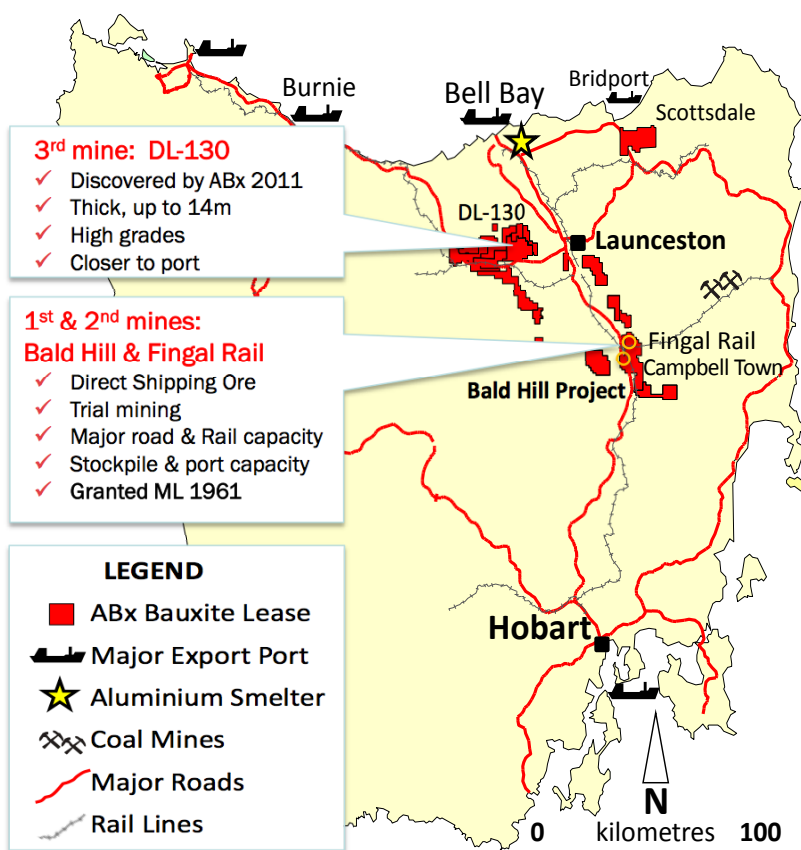 Burnie
Bell Bay
Bridport
Scottsdale
3rd mine: DL-130
✓ Discovered by ABx 2011
✓ Thick, up to 14m
✓ High grades
✓ Closer to port
DL-130
Launceston
1st & 2nd mines:
Bald Hill & Fingal Rail
✓ Direct Shipping Ore
✓ Trial mining
✓ Major road & Rail capacity
✓ Stockpile & port capacity
✓ Granted ML 1961
Fingal Rail
Campbell Town
Bald Hill Project
LEGEND
ABx Bauxite Lease
Major Export Port
Aluminium Smelter
Coal Mines
Major Roads
Rail Lines
Hobart
N
0 kilometres 100